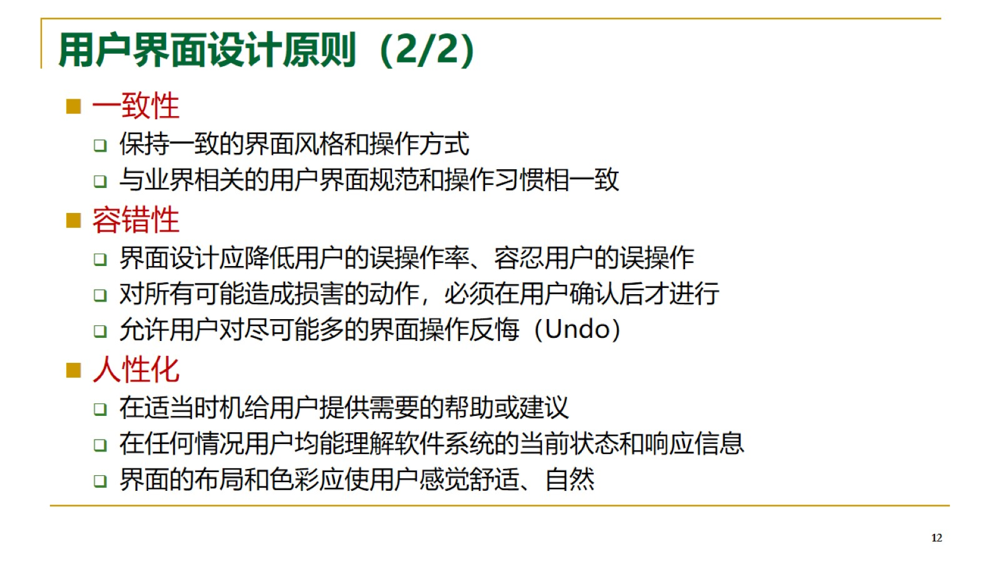 用户界面设计原则（2/2）
一致性
保持一致的界面风格和操作方式
与业界相关的用户界面规范和操作习惯相一致
容错性
界面设计应降低用户的误操作率、容忍用户的误操作
对所有可能造成损害的动作，必须在用户确认后才进行
允许用户对尽可能多的界面操作反悔（Undo）
人性化
在适当时机给用户提供需要的帮助或建议
在任何情况用户均能理解软件系统的当前状态和响应信息
界面的布局和色彩应使用户感觉舒适、自然
12